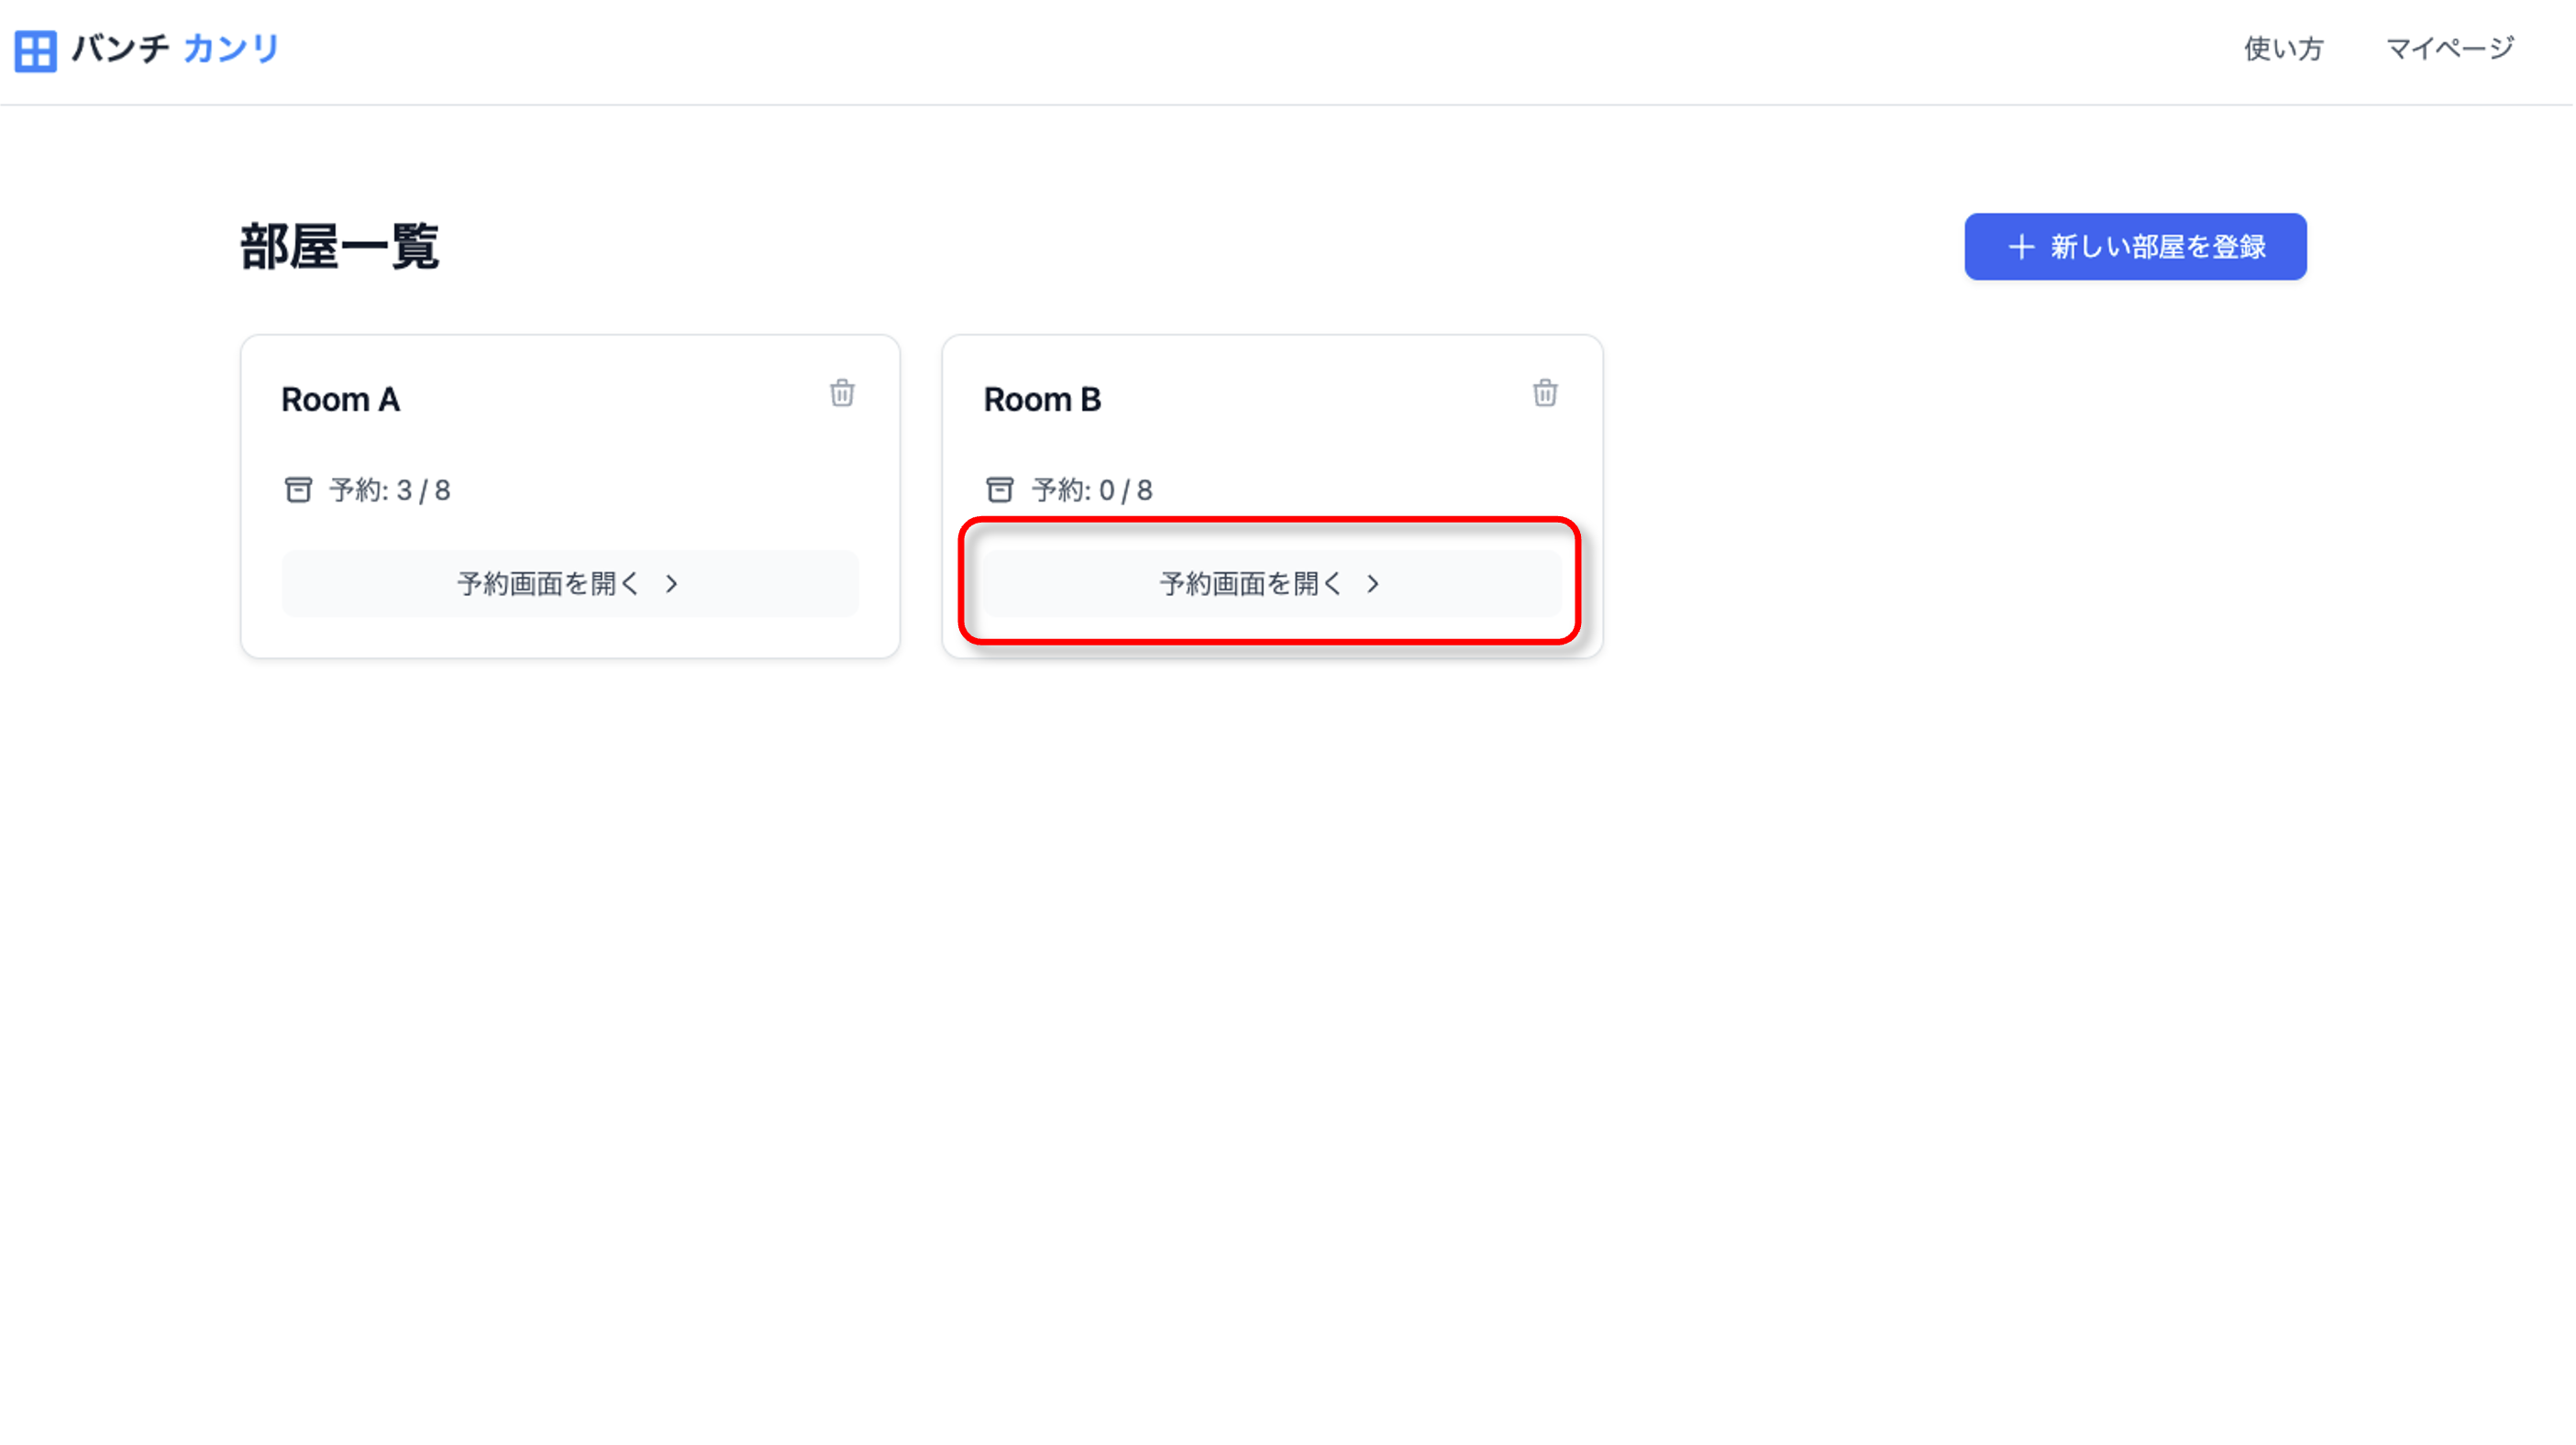 バンチ カンリ
使い方
マイページ
部屋一覧
新しい部屋を登録
Room A
予約: 3 / 8
予約画面を開く
Room B
予約: 0 / 8
予約画面を開く